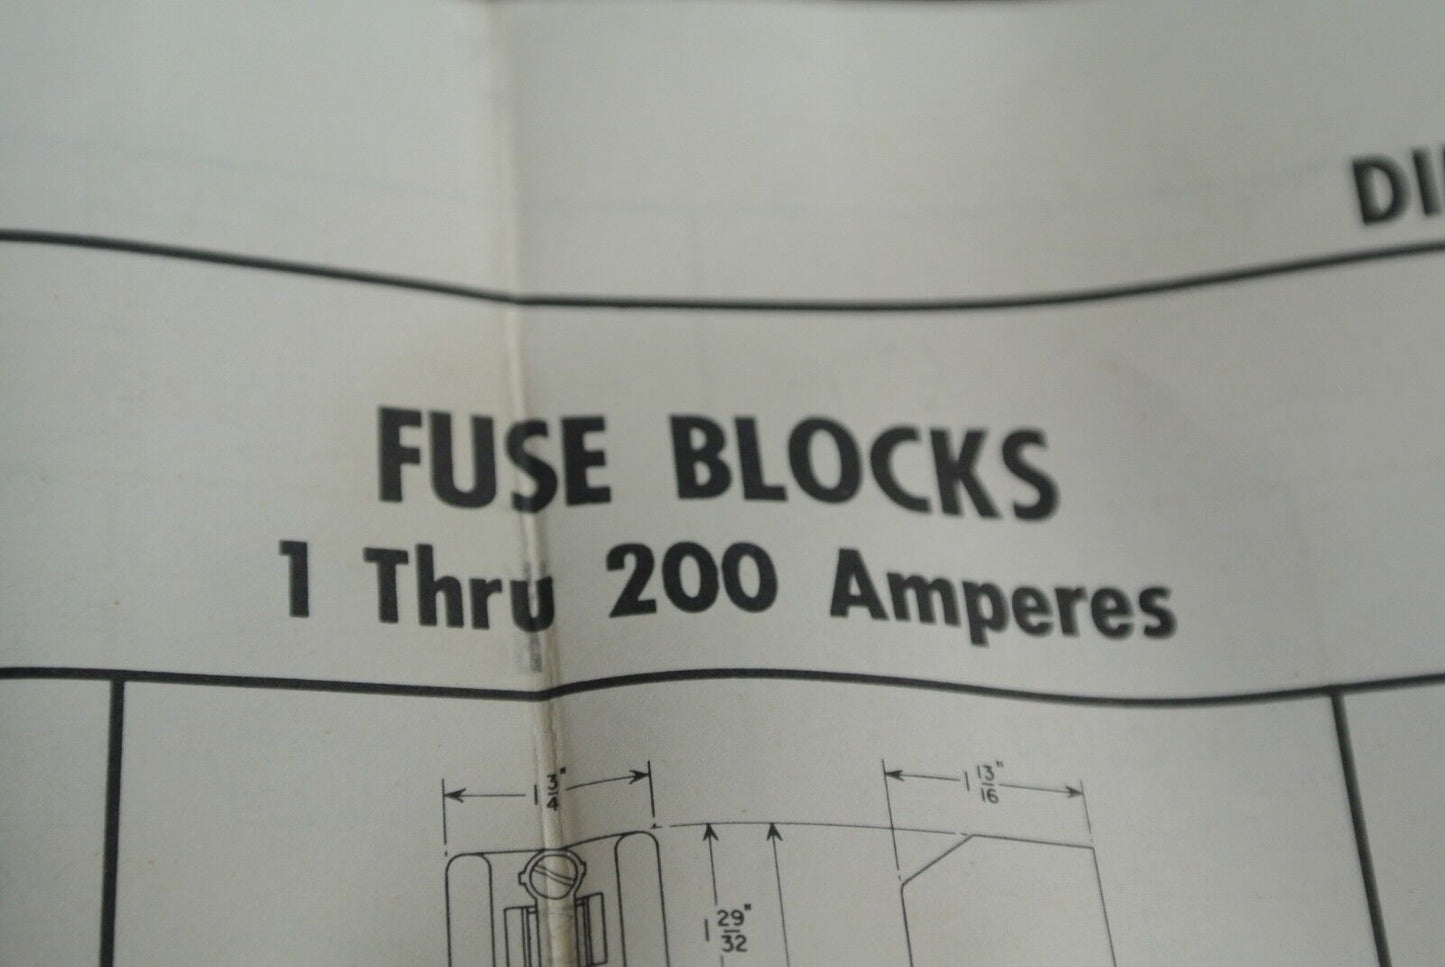 DI
FUSE BLOCKS
1 Thru 200 Amperes
1 3/4"
1 13/16"
1 29/32"